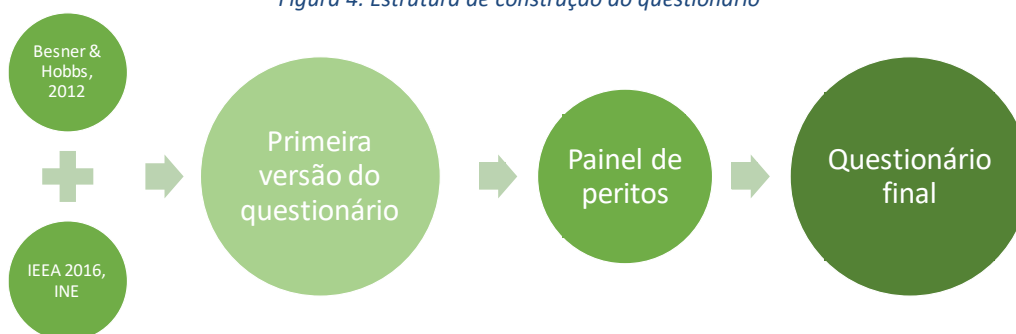 Figura 4: Estrutura de construção do questionário
Besner &
Hobbs,
2012
IEEA 2016,
INE
Primeira
versão do
questionário
Painel de
peritos
Questionário
final